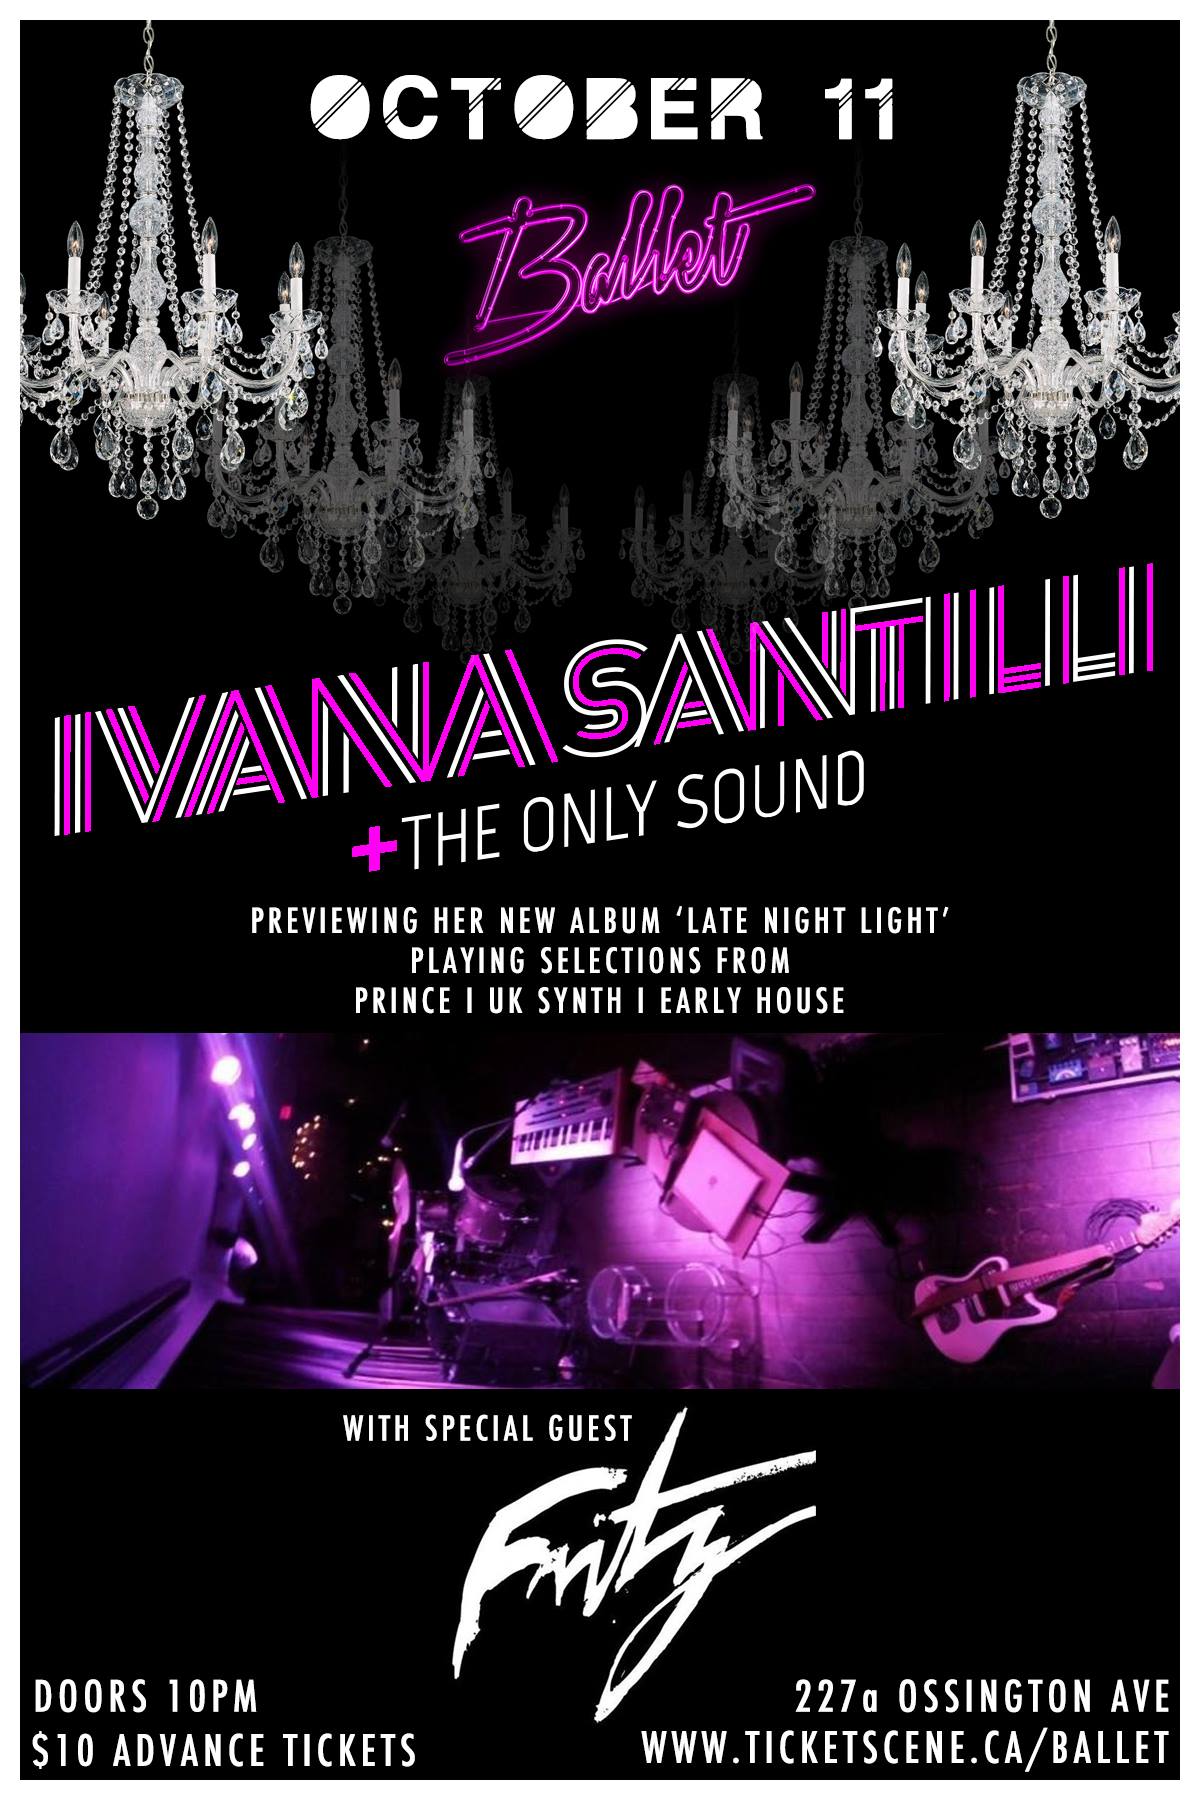 OCTOBER 11
Ballet
IVANA SANTILLI
+THE ONLY SOUND
PREVIEWING HER NEW ALBUM ‘LATE NIGHT LIGHT’
PLAYING SELECTIONS FROM
PRINCE I UK SYNTH I EARLY HOUSE
WITH SPECIAL GUEST
Fritz
DOORS 10PM
$10 ADVANCE TICKETS
227a OSSINGTON AVE
WWW.TICKETSCENE.CA/BALLET